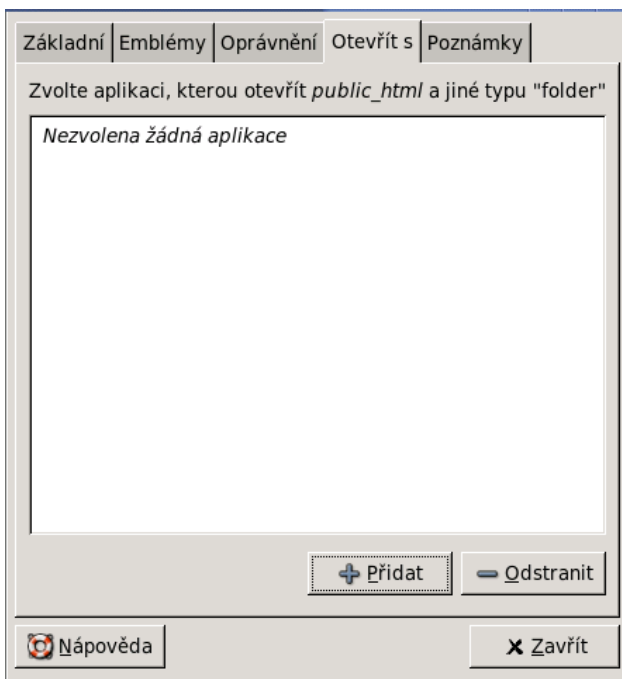 Základní Emblémy Oprávnění Otevřít s Poznámky
Zvolte aplikaci, kterou otevřít public_html a jiné typu "folder"
Nezvolena žádná aplikace
Přidat Odstranit
Nápověda Zavřít